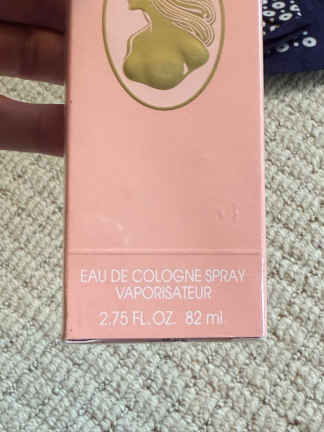 EAU DE COLOGNE SPRAY
VAPORISATEUR
2.75 FL.OZ. 82 ml